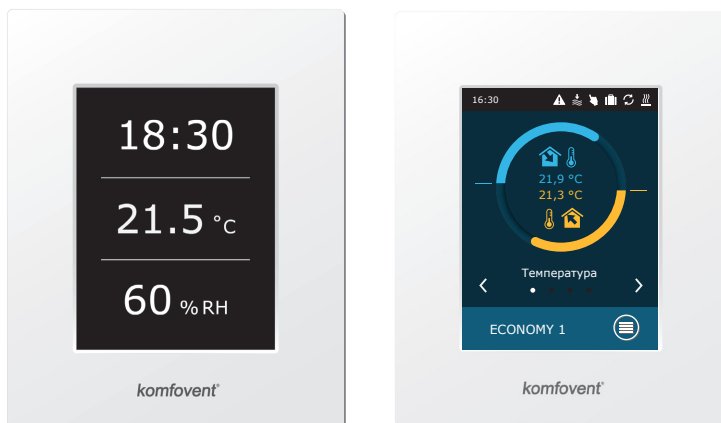 18:30
21.5 °C
60 % RH
komfovent®
16:30
21,9 °C
21,3 °C
Температура
ECONOMY 1
komfovent®